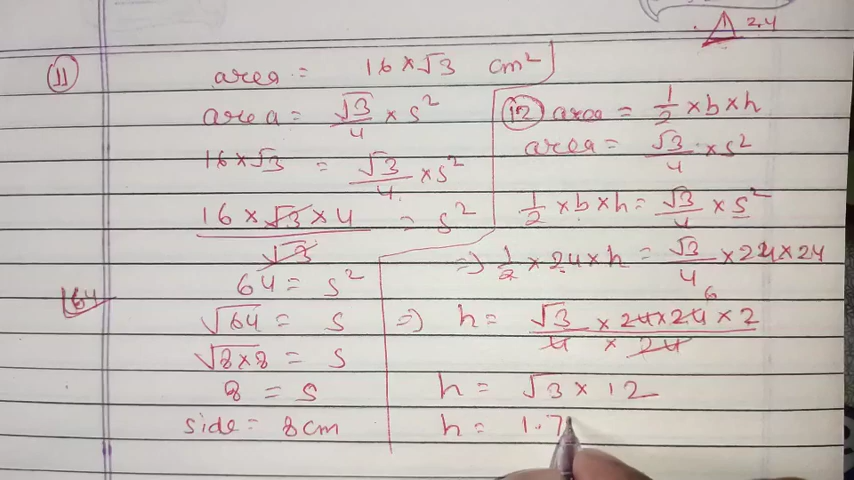 1 24
11 area = 16×√3 cm²
area = √3/4 × s²
16×√3 = √3/4 × s²
16 × √3 × 4 / √3 = s²
64 = s²
√64 = s
√8×8 = s
8 = s
side = 8cm
64
12 area = 1/2 × b × h
area = √3/4 × s²
1/2 × b × h = √3/4 × s²
=> 1/2 × 24 × h = √3/4 × 24 × 24
=> h = √3 × 24 × 24 × 2 / 4 × 24
6
h = √3 × 12
h = 1.7